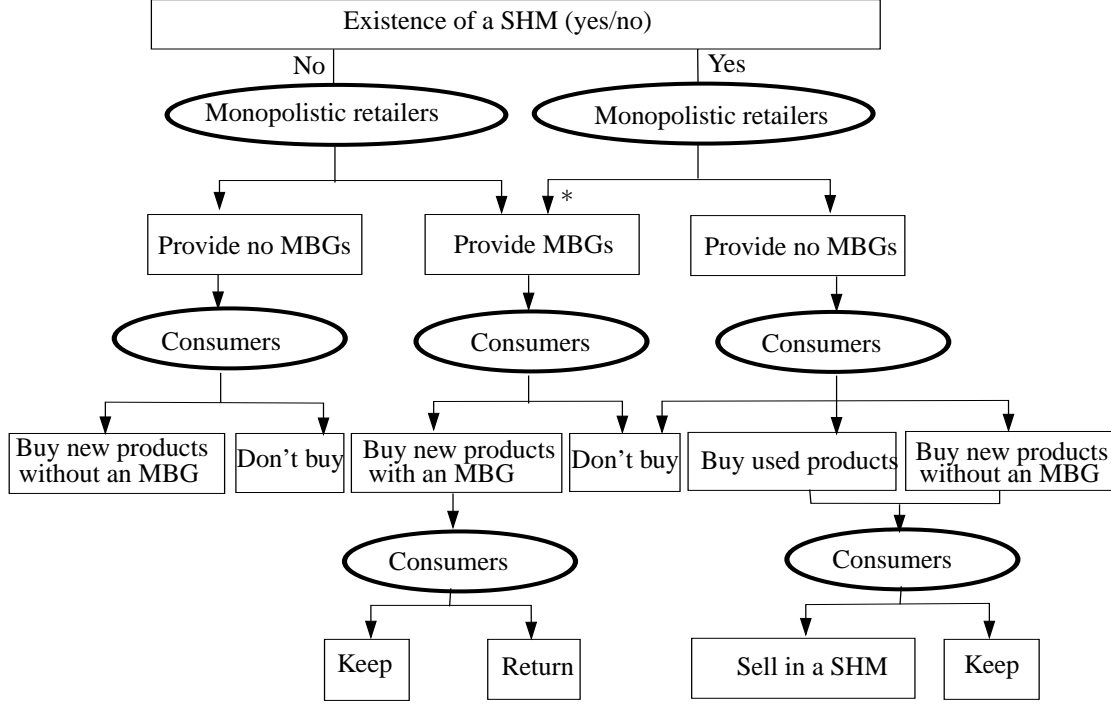 Existence of a SHM (yes/no)
No
Yes
Monopolistic retailers
Monopolistic retailers
*
Provide no MBGs
Provide MBGs
Provide no MBGs
Consumers
Consumers
Consumers
Buy new products
without an MBG
Don't buy
Buy new products
with an MBG
Don't buy
Buy used products
Buy new products
without an MBG
Consumers
Consumers
Keep
Return
Sell in a SHM
Keep